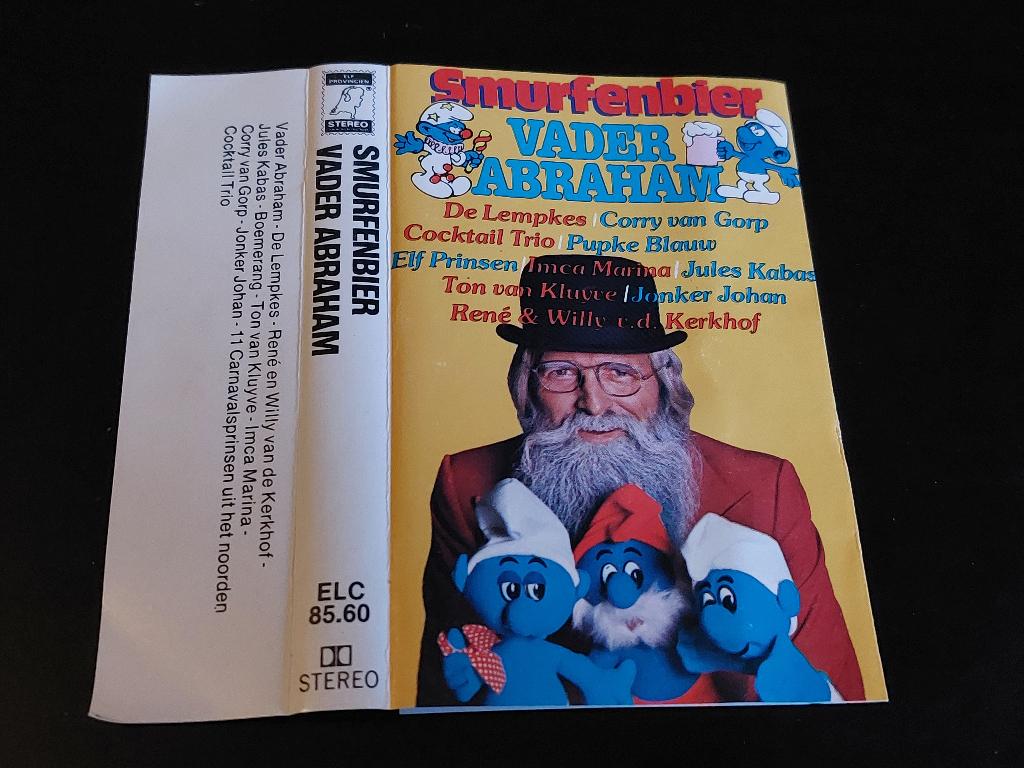 Vader Abraham - De Lempkes - René en Willy van de Kerkhof -
Jules Kabas - Boemerang - Ton van Kluyve - Imca Marina -
Corry van Gorp - Jonker Johan - 11 Carnavalsprinsen uit het noorden
Cocktail Trio
ELF
PROVINCIEN
STEREO
SMURFENBIER
VADER ABRAHAM
ELC
85.60
STEREO
Smurfenbier
VADER
ABRAHAM
De Lempkes | Corry van Gorp
Cocktail Trio | Pupke Blauw
Elf Prinsen | Imca Marina | Jules Kabas
Ton van Kluyve | Jonker Johan
René & Willy v.d. Kerkhof